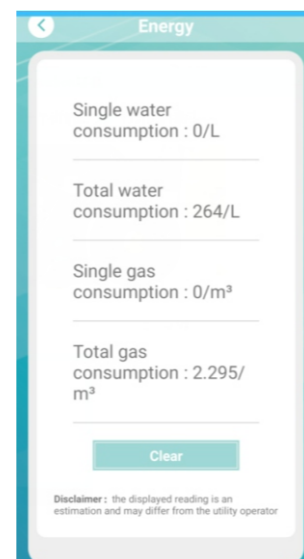 Energy
Single water
consumption : 0/L
Total water
consumption : 264/L
Single gas
consumption : 0/m³
Total gas
consumption : 2.295/
m³
Clear
Disclaimer : the displayed reading is an
estimation and may differ from the utility operator